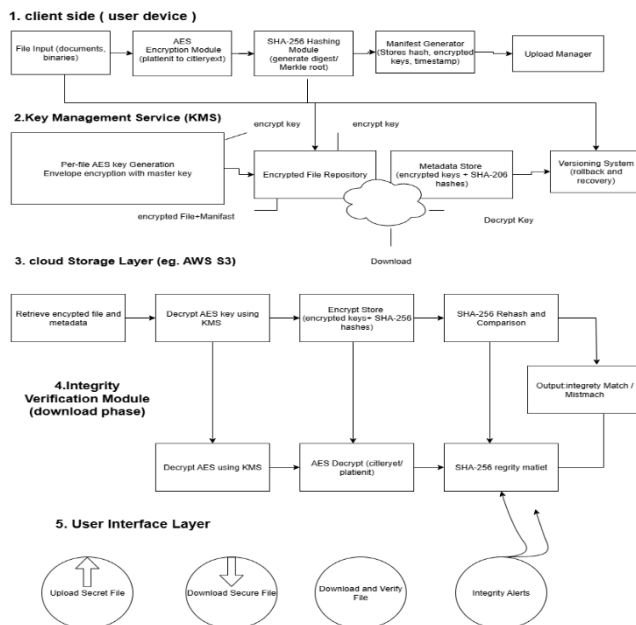 1. client side ( user device )
File Input (documents,
binaries)
AES
Encryption Module
(platlenit to citleryext)
SHA-256 Hashing
Module
(generate digest/
Merkle root)
Manifest Generator
(Stores hash, encrypted
keys, timestamp)
Upload Manager
2.Key Management Service (KMS)
encrypt key
encrypt key
Per-file AES key Generation
Envelope encryption with master key
Encrypted File Repository
Metadata Store
(encrypted keys + SHA-206
hashes)
Versioning System
(rollback and
recovery)
encrypted File+Manifast
Decrypt Key
Download
3. cloud Storage Layer (eg. AWS S3)
Retrieve encypted file and
metadata
Decrypt AES key using
KMS
Encrypt Store
(encrypted keys+ SHA-256
hashes)
SHA-256 Rehash and
Comparison
4.Integrity
Verification Module
(download phase)
Output:integrety Match /
Mistmach
Decrypt AES using KMS
AES Decrypt (citleryet/
platienit)
SHA-256 regrity matiet
5. User Interface Layer
Upload Secret File
Download Secure File
Download and Verify
File
Integrity Alerts